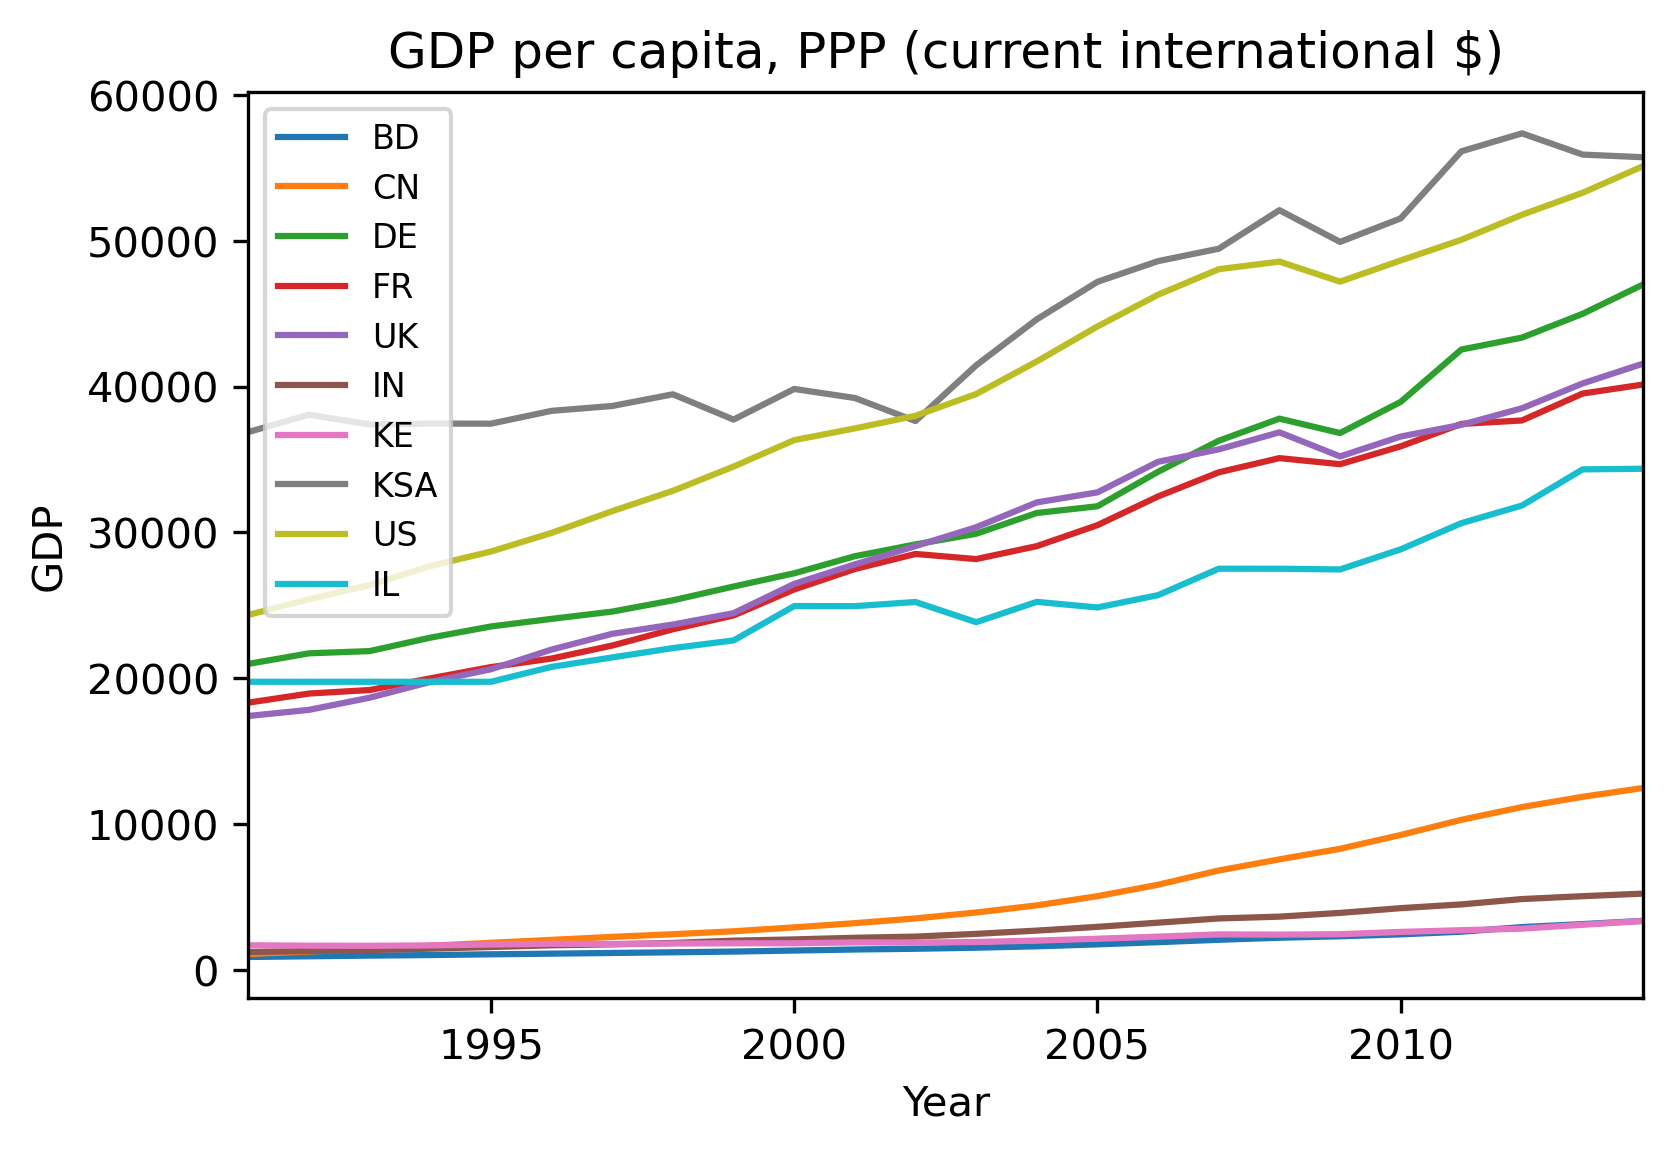 GDP per capita, PPP (current international $)
60000
50000
40000
30000
20000
10000
0
GDP
BD
CN
DE
FR
UK
IN
KE
KSA
US
IL
1995 2000 2005 2010
Year